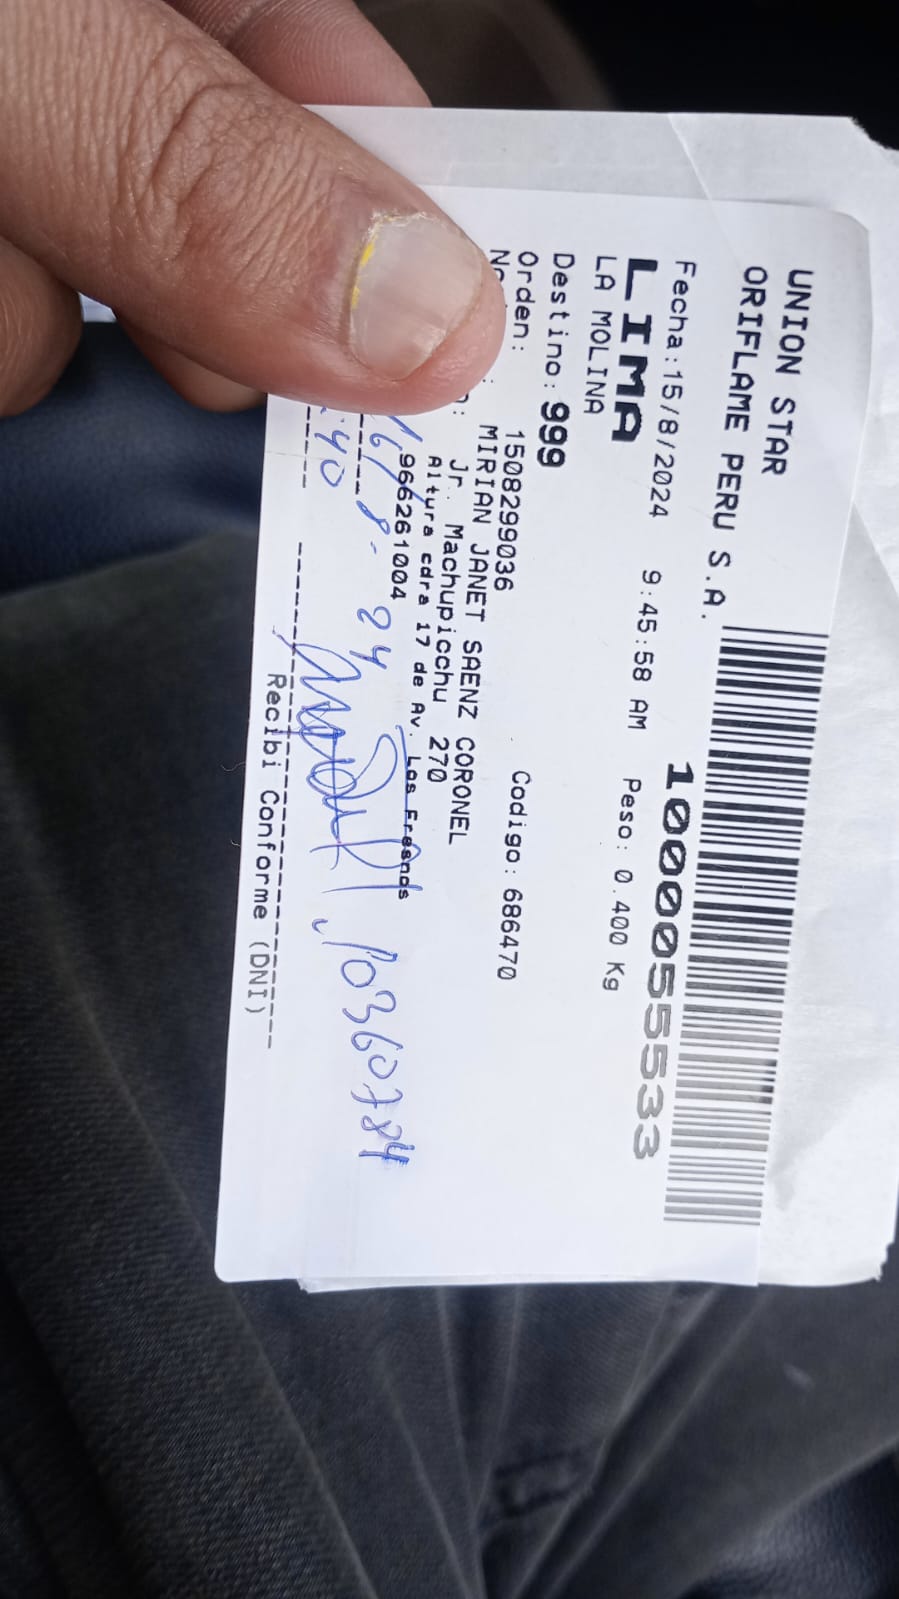 UNION STAR
ORIFLAME PERU S.A.
1000055533
Fecha:15/8/2024 9:45:58 AM Peso: 0.400 Kg
LIMA
LA MOLINA
Destino: 999
Orden: 1508299036 Codigo: 686470
MIRIAN JANET SAENZ CORONEL
Jr. Machupicchu 270
Altura cdra 17 de Av. Los Fresnos
966261004
16/8-24
10360784
:40
Recibi Conforme (DNI)